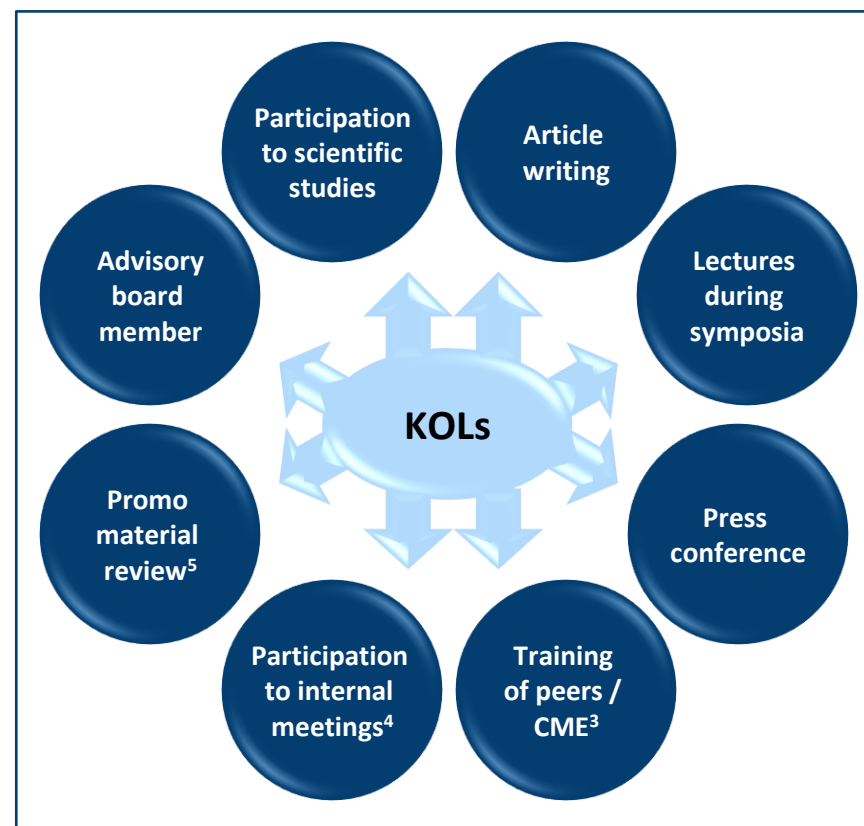 Participation
to scientific
studies
Article
writing
Advisory
board
member
Lectures
during
symposia
KOLs
Promo
material
review⁵
Press
conference
Participation
to internal
meetings⁴
Training
of peers /
CME³